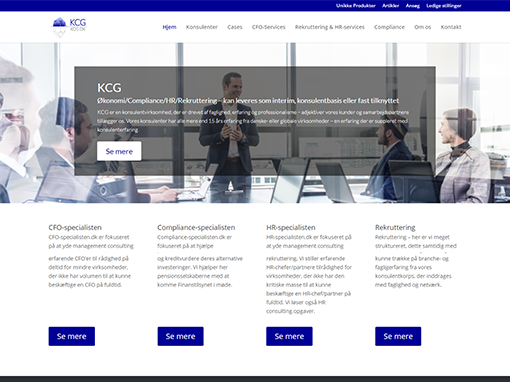 Unikke Produkter Artikler Ansøg Ledige stillinger
KCG
KCG.DK
Hjem Konsulenter Cases CFO-Services Rekruttering & HR-services Compliance Om os Kontakt
KCG
Økonomi/Compliance/HR/Rekruttering – kan leveres som interim, konsulentbasis eller fast tilknyttet
KCG er en konsulentvirksomhed, der er drevet af faglighed, erfaring og professionalisme – adjektiver vores kunder og samarbejdspartnere
tillægger os. Vores konsulenter har alle mere end 15 års erfaring fra danske- eller globale virksomheder – en erfaring der er suppleret med
konsulenterfaring.
Se mere
CFO-specialisten
CFO-specialisten.dk er fokuseret
på at yde management consulting
erfarende CFO'er til rådighed på
deltid for mindre virksomheder,
der ikke har volumen til at kunne
beskæftige en CFO på fuldtid.
Se mere
Compliance-specialisten
Compliance-specialisten.dk er
fokuseret på at hjælpe
og kreditvurdere deres alternative
investeringer. Vi hjælper her
pensionsselskaberne med at
komme Finanstilsynet i møde.
Se mere
HR-specialisten
HR-specialisten.dk er fokuseret
på at yde management consulting
rekruttering. Vi stiller erfarende
HR-chefer/partnere til rådighed for
virksomheder, der ikke har den
kritiske masse til at kunne
beskæftige en HR-chef/partner på
fuldtid. Vi løser også HR
consulting opgaver.
Se mere
Rekruttering
Rekruttering – her er vi meget
struktureret, dette samtidig med
kunne trække på branche- og
fagligerfaring fra vores
konsulentkorps, der inddrages
med faglighed og netværk.
Se mere